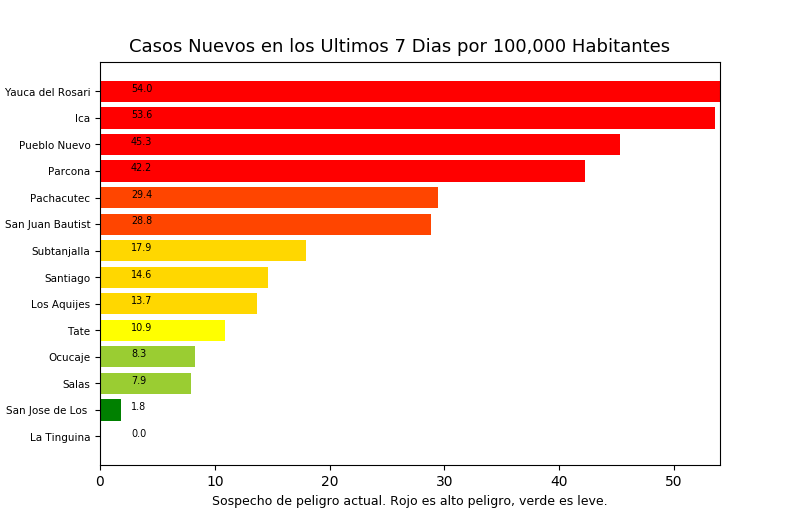 Casos Nuevos en los Ultimos 7 Dias por 100,000 Habitantes
Yauca del Rosari 54.0
Ica 53.6
Pueblo Nuevo 45.3
Parcona 42.2
Pachacutec 29.4
San Juan Bautist 28.8
Subtanjalla 17.9
Santiago 14.6
Los Aquijes 13.7
Tate 10.9
Ocucaje 8.3
Salas 7.9
San Jose de Los 1.8
La Tinguina 0.0
0 10 20 30 40 50
Sospecho de peligro actual. Rojo es alto peligro, verde es leve.